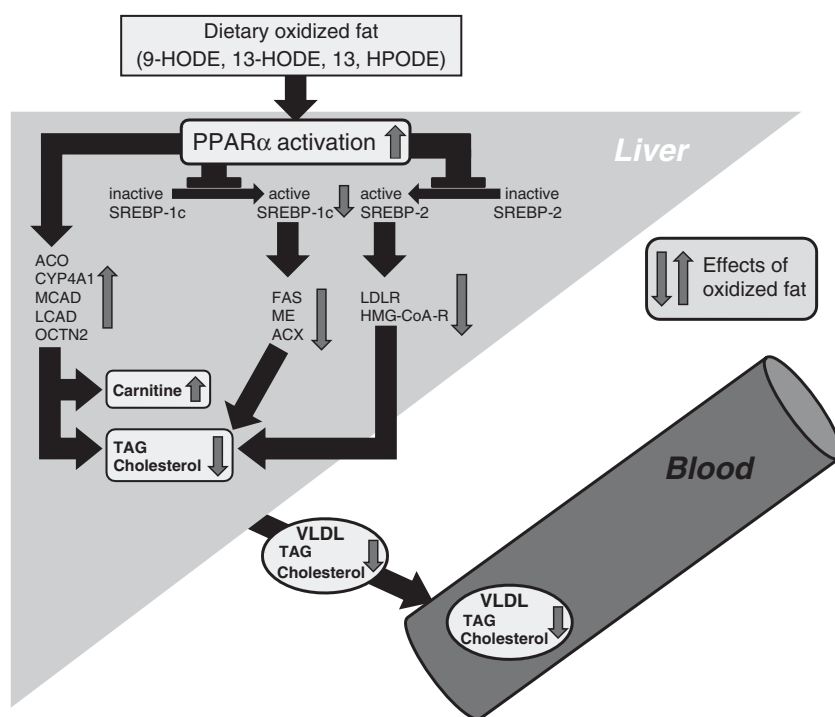 Dietary oxidized fat
(9-HODE, 13-HODE, 13, HPODE)
PPARα activation
Liver
inactive
SREBP-1c
active
SREBP-1c
active
SREBP-2
inactive
SREBP-2
ACO
CYP4A1
MCAD
LCAD
OCTN2
FAS
ME
ACX
LDLR
HMG-CoA-R
Effects of
oxidized fat
Carnitine
TAG
Cholesterol
Blood
VLDL
TAG
Cholesterol
VLDL
TAG
Cholesterol